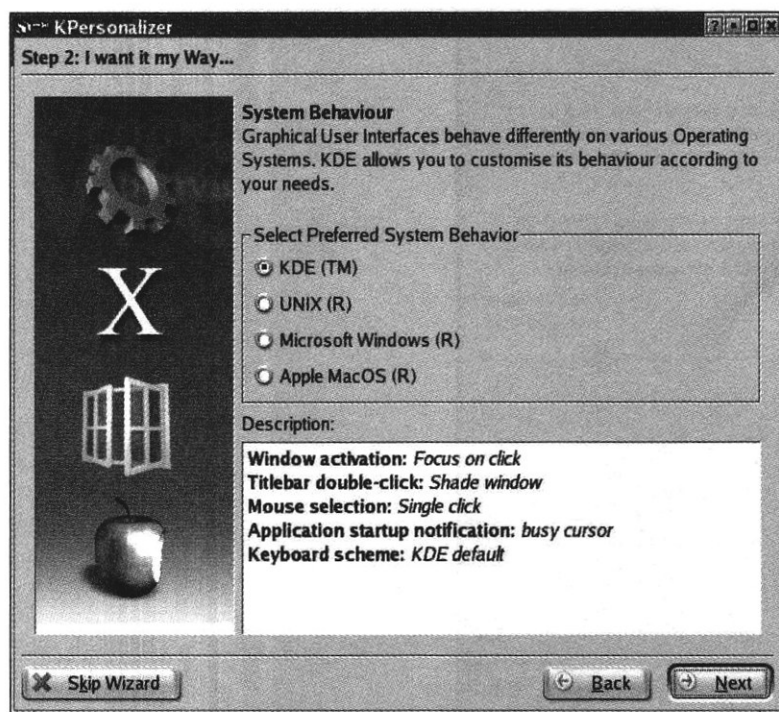 KPersonalizer
Step 2: I want it my Way...
System Behaviour
Graphical User Interfaces behave differently on various Operating
Systems. KDE allows you to customise its behaviour according to
your needs.
Select Preferred System Behavior
KDE (TM)
UNIX (R)
Microsoft Windows (R)
Apple MacOS (R)
X
Description:
Window activation: Focus on click
Titlebar double-click: Shade window
Mouse selection: Single click
Application startup notification: busy cursor
Keyboard scheme: KDE default
Skip Wizard
Back
Next